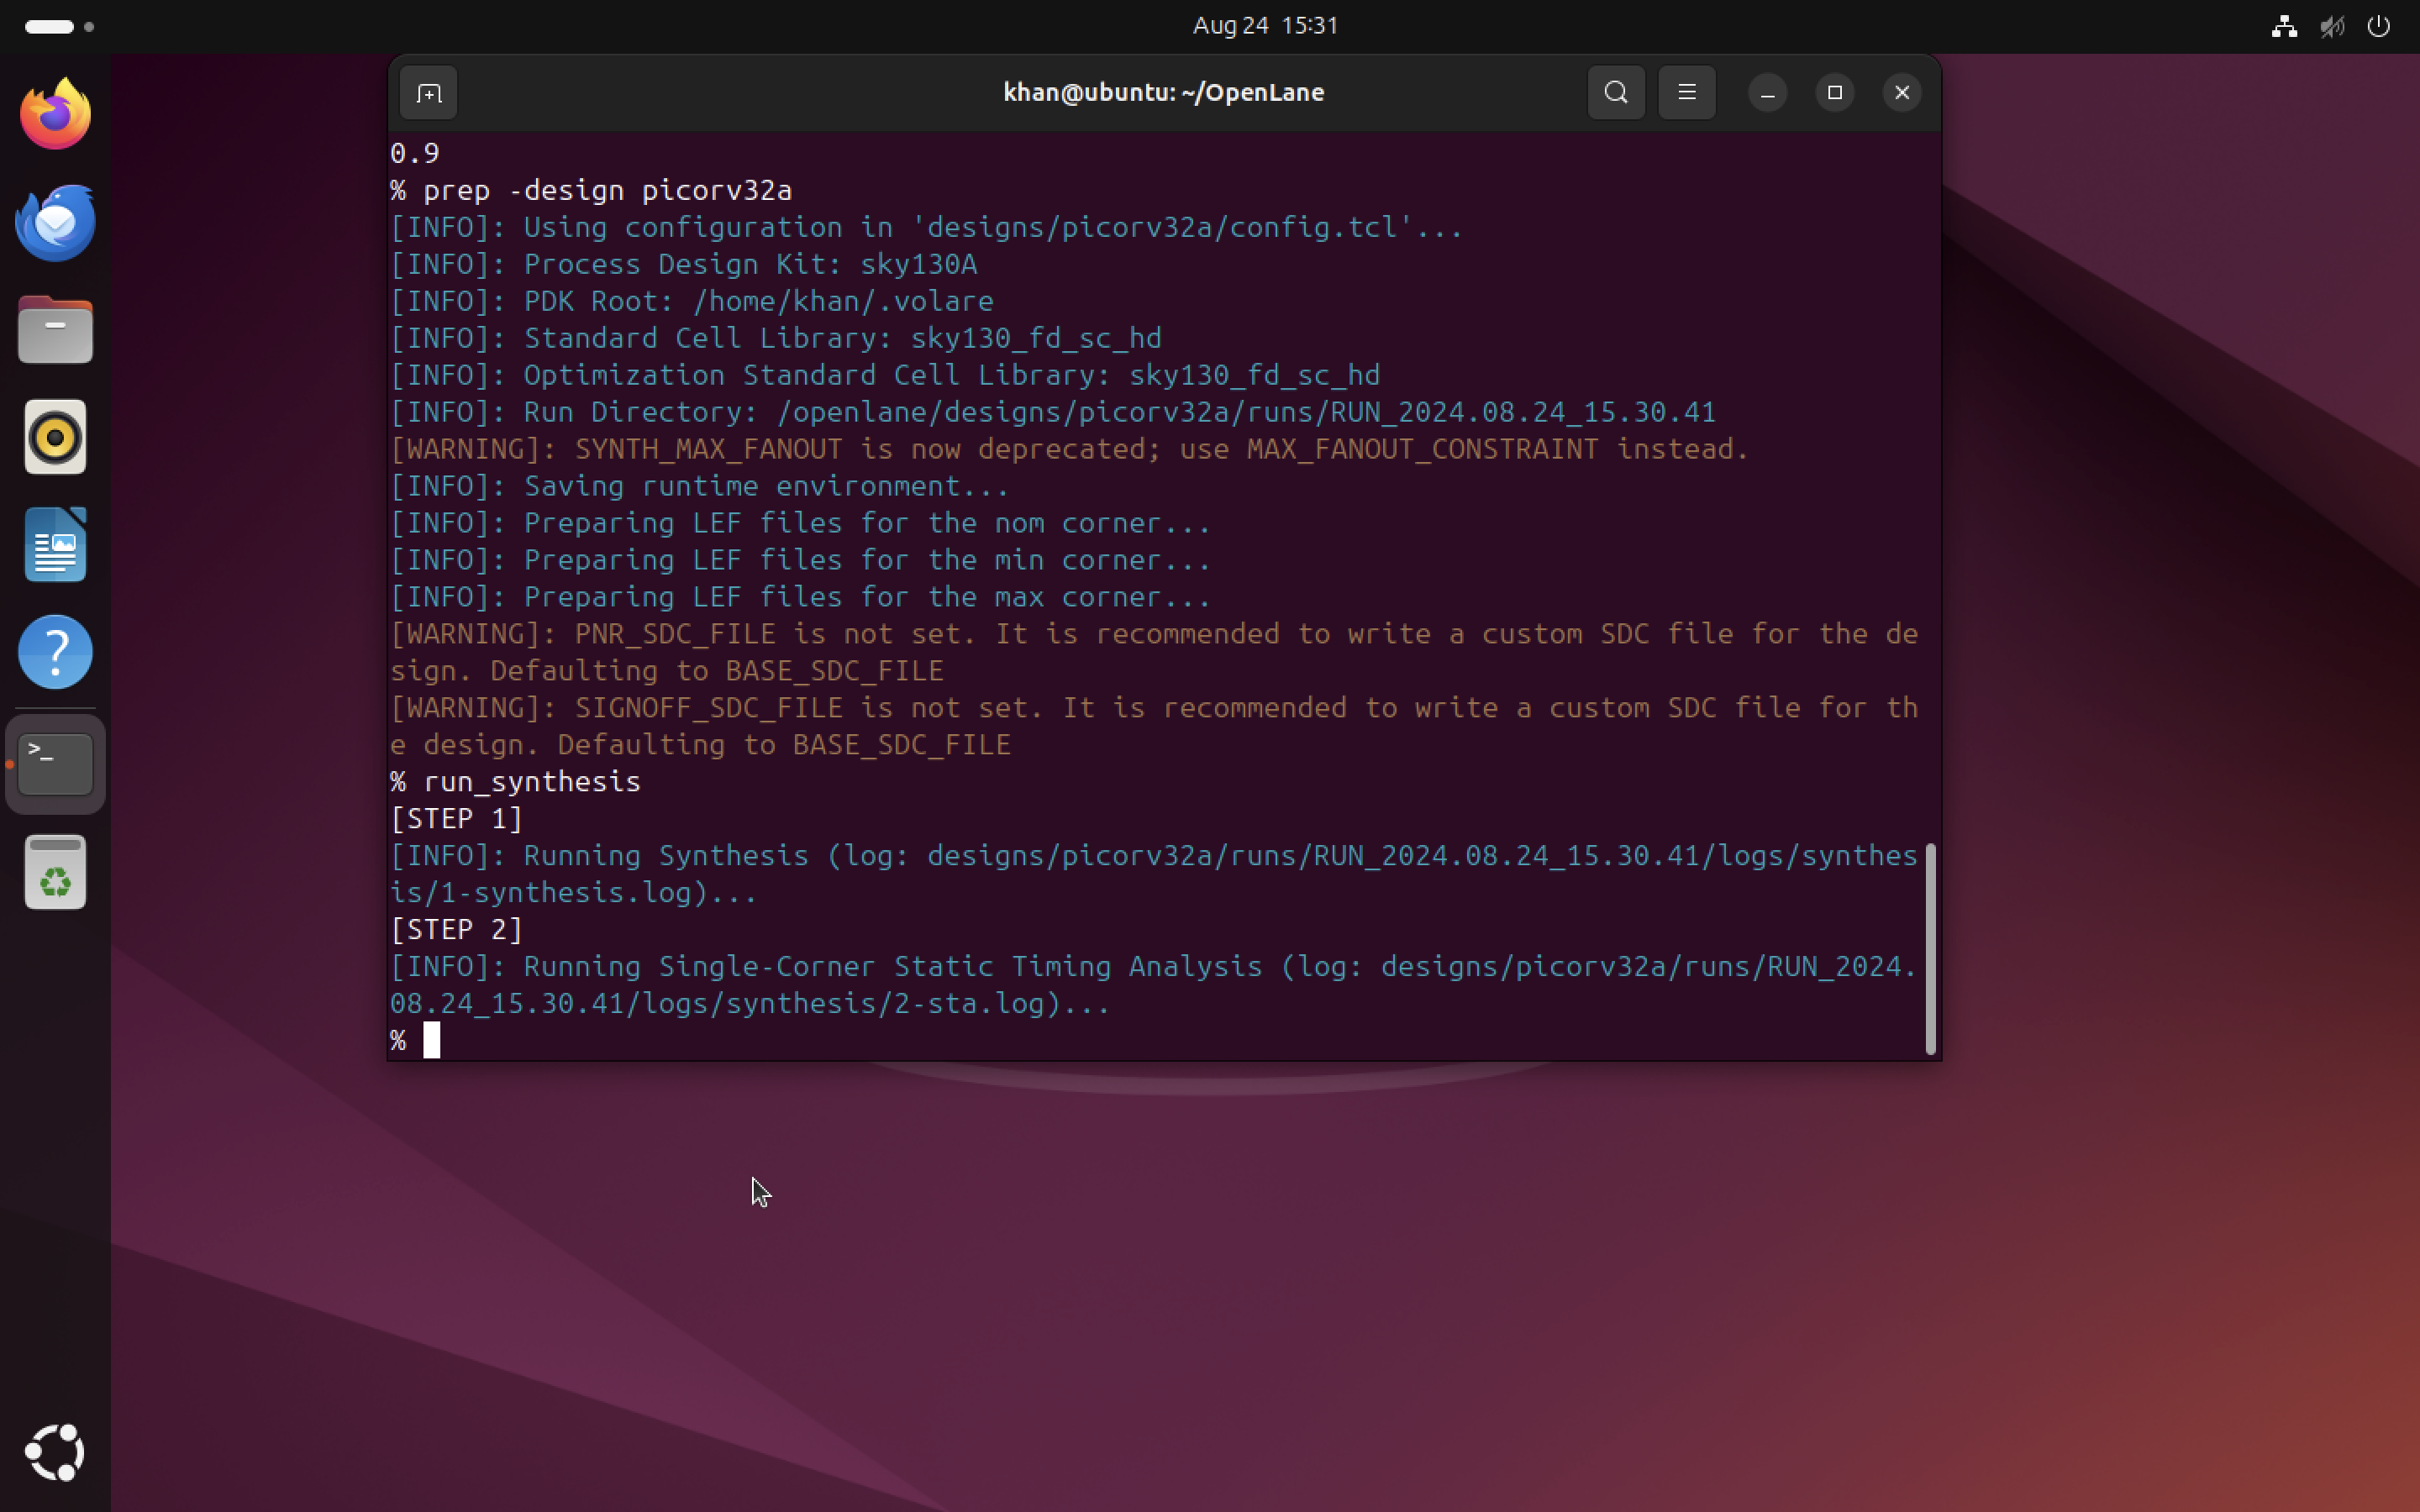 Aug 24 15:31
khan@ubuntu: ~/OpenLane
0.9
% prep -design picorv32a
[INFO]: Using configuration in 'designs/picorv32a/config.tcl'...
[INFO]: Process Design Kit: sky130A
[INFO]: PDK Root: /home/khan/.volare
[INFO]: Standard Cell Library: sky130_fd_sc_hd
[INFO]: Optimization Standard Cell Library: sky130_fd_sc_hd
[INFO]: Run Directory: /openlane/designs/picorv32a/runs/RUN_2024.08.24_15.30.41
[WARNING]: SYNTH_MAX_FANOUT is now deprecated; use MAX_FANOUT_CONSTRAINT instead.
[INFO]: Saving runtime environment...
[INFO]: Preparing LEF files for the nom corner...
[INFO]: Preparing LEF files for the min corner...
[INFO]: Preparing LEF files for the max corner...
[WARNING]: PNR_SDC_FILE is not set. It is recommended to write a custom SDC file for the de
sign. Defaulting to BASE_SDC_FILE
[WARNING]: SIGNOFF_SDC_FILE is not set. It is recommended to write a custom SDC file for th
e design. Defaulting to BASE_SDC_FILE
% run_synthesis
[STEP 1]
[INFO]: Running Synthesis (log: designs/picorv32a/runs/RUN_2024.08.24_15.30.41/logs/synthes
is/1-synthesis.log)...
[STEP 2]
[INFO]: Running Single-Corner Static Timing Analysis (log: designs/picorv32a/runs/RUN_2024.
08.24_15.30.41/logs/synthesis/2-sta.log)...
%